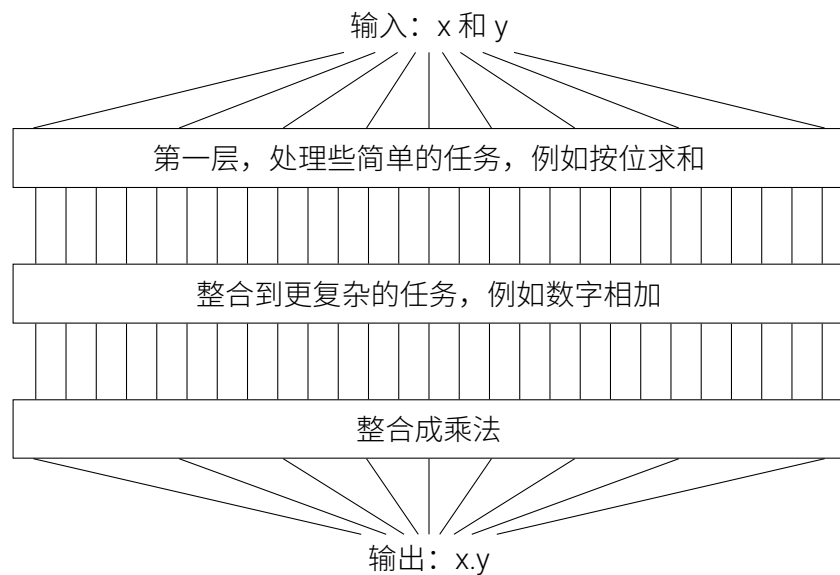 输入：x 和 y
第一层，处理些简单的任务，例如按位求和
整合到更复杂的任务，例如数字相加
整合成乘法
输出：x.y